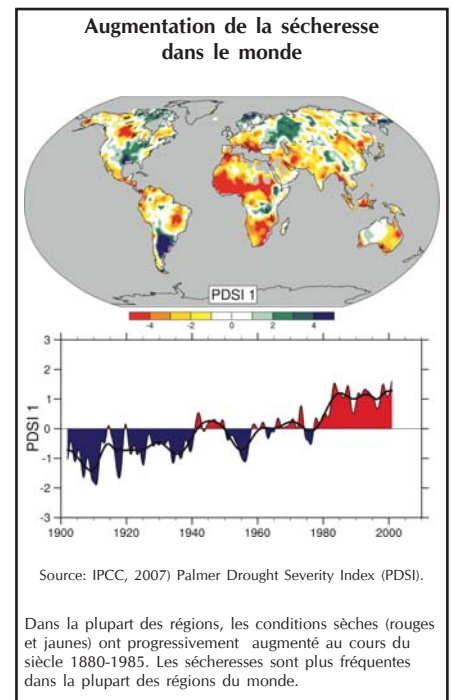 Augmentation de la sécheresse
dans le monde
PDSI 1
-4 -2 0 2 4
3
2
1
0
-1
-2
-3
PDSI 1
1900 1920 1940 1960 1980 2000
Source: IPCC, 2007) Palmer Drought Severity Index (PDSI).
Dans la plupart des régions, les conditions sèches (rouges
et jaunes) ont progressivement augmenté au cours du
siècle 1880-1985. Les sécheresses sont plus fréquentes
dans la plupart des régions du monde.